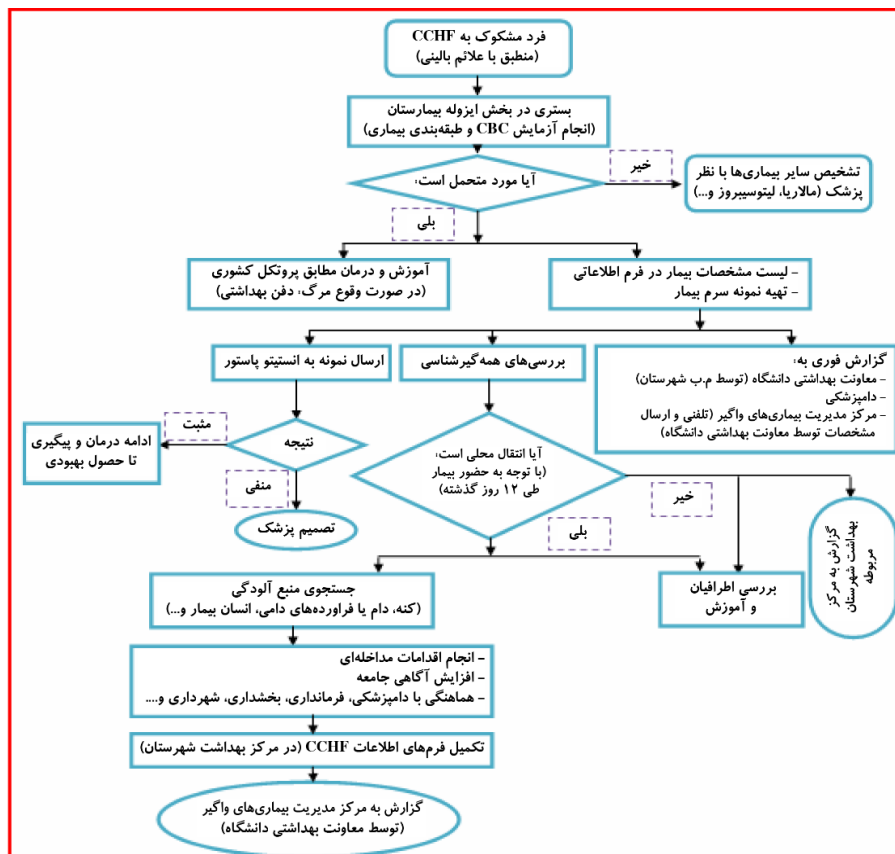 فرد مشکوک به CCHF
(منطبق با علائم بالینی)
بستری در بخش ایزوله بیمارستان
(انجام آزمایش CBC و طبقه‌بندی بیماری)
آیا مورد متحمل است؛
خیر
تشخیص سایر بیماری‌ها با نظر
پزشک (مالاریا، لپتوسپیروز و...)
بلی
آموزش و درمان مطابق پروتکل کشوری
(در صورت وقوع مرگ؛ دفن بهداشتی)
- لیست مشخصات بیمار در فرم اطلاعاتی
- تهیه نمونه سرم بیمار
گزارش فوری به:
- معاونت بهداشتی دانشگاه (توسط م.ب شهرستان)
- دامپزشکی
- مرکز مدیریت بیماری‌های واگیر (تلفنی و ارسال
مشخصات توسط معاونت بهداشتی دانشگاه)
بررسی‌های همه‌گیرشناسی
ارسال نمونه به انستیتو پاستور
نتیجه
مثبت
ادامه درمان و پیگیری
تا حصول بهبودی
منفی
تصمیم پزشک
آیا انتقال محلی است؛
(با توجه به حضور بیمار
طی ۱۲ روز گذشته)
خیر
گزارش به مرکز
بهداشت شهرستان
مربوطه
بلی
بررسی اطرافیان
و آموزش
جستجوی منبع آلودگی
(کنه، دام یا فراورده‌های دامی، انسان بیمار و...)
- انجام اقدامات مداخله‌ای
- افزایش آگاهی جامعه
- هماهنگی با دامپزشکی، فرمانداری، بخشداری، شهرداری و....
تکمیل فرم‌های اطلاعات CCHF (در مرکز بهداشت شهرستان)
گزارش به مرکز مدیریت بیماری‌های واگیر
(توسط معاونت بهداشتی دانشگاه)